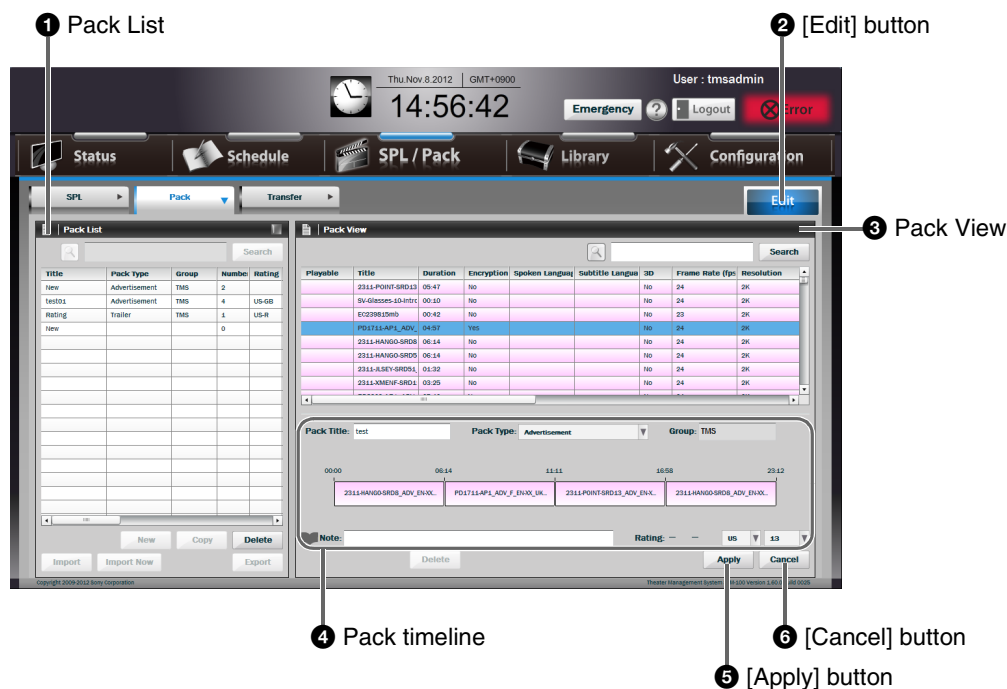 ❶ Pack List
❷ [Edit] button
Thu.Nov.8.2012 GMT+0900
14:56:42
User : tmsadmin
Emergency ? Logout Error
Status Schedule SPL / Pack Library Configuration
SPL Pack Transfer Edit
Pack List
Search
Title Pack Type Group Numbe Rating
New Advertisement TMS 2
test01 Advertisement TMS 4 US-GB
Rating Trailer TMS 1 US-R
New 0
New Copy Delete
Import Import Now Export
Pack View
❸ Pack View
Search
Playable Title Duration Encryption Spoken Languag Subtitle Langua 3D Frame Rate (fps Resolution
2311-POINT-SRD13 05:47 No No 24 2K
SV-Glasses-10-Intro 00:10 No No 24 2K
EC239815mb 00:42 No No 23 2K
PD1711-AP1_ADV_ 04:57 Yes No 24 2K
2311-HANGO-SRD8 06:14 No No 24 2K
2311-HANGO-SRD5 06:14 No No 24 2K
2311-JLSEY-SRD51_ 01:32 No No 24 2K
2311-XMENF-SRD1 03:25 No No 24 2K
Pack Title: test Pack Type: Advertisement Group: TMS
00:00 06:14 11:11 16:58 23:12
2311-HANGO-SRD8_ADV_EN-XX... PD1711-AP1_ADV_F_EN-XX_UK... 2311-POINT-SRD13_ADV_EN-X... 2311-HANGO-SRD8_ADV_EN-XX...
Note: Rating: — — US 13
Delete Apply Cancel
Copyright 2009-2012 Sony Corporation
Theater Management System
❹ Pack timeline
❻ [Cancel] button
❺ [Apply] button